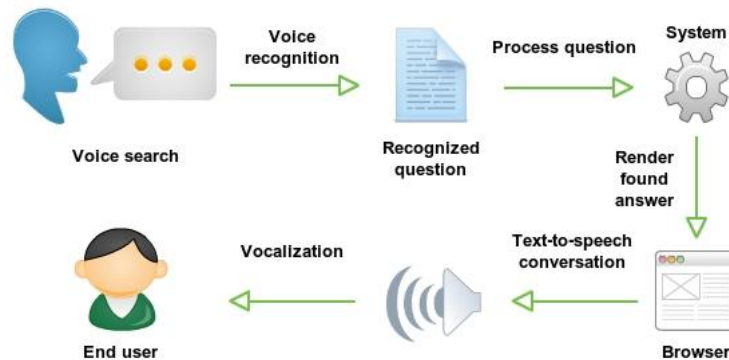 Voice
recognition
Process question
System
Voice search
Recognized
question
Render
found
answer
Vocalization
Text-to-speech
conversation
End user
Browser